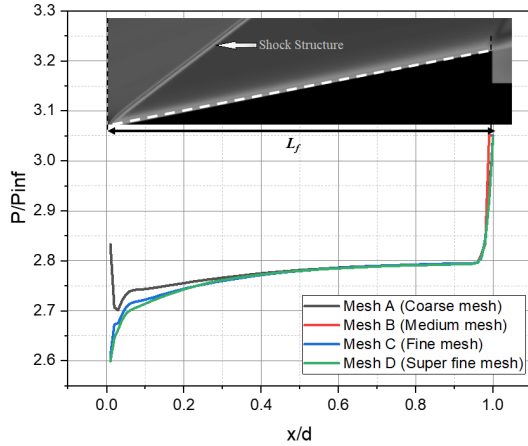 3.3
3.2
3.1
3.0
2.9
2.8
2.7
2.6
P/Pinf
Shock Structure
Lf
Mesh A (Coarse mesh)
Mesh B (Medium mesh)
Mesh C (Fine mesh)
Mesh D (Super fine mesh)
0.0 0.2 0.4 0.6 0.8 1.0
x/d